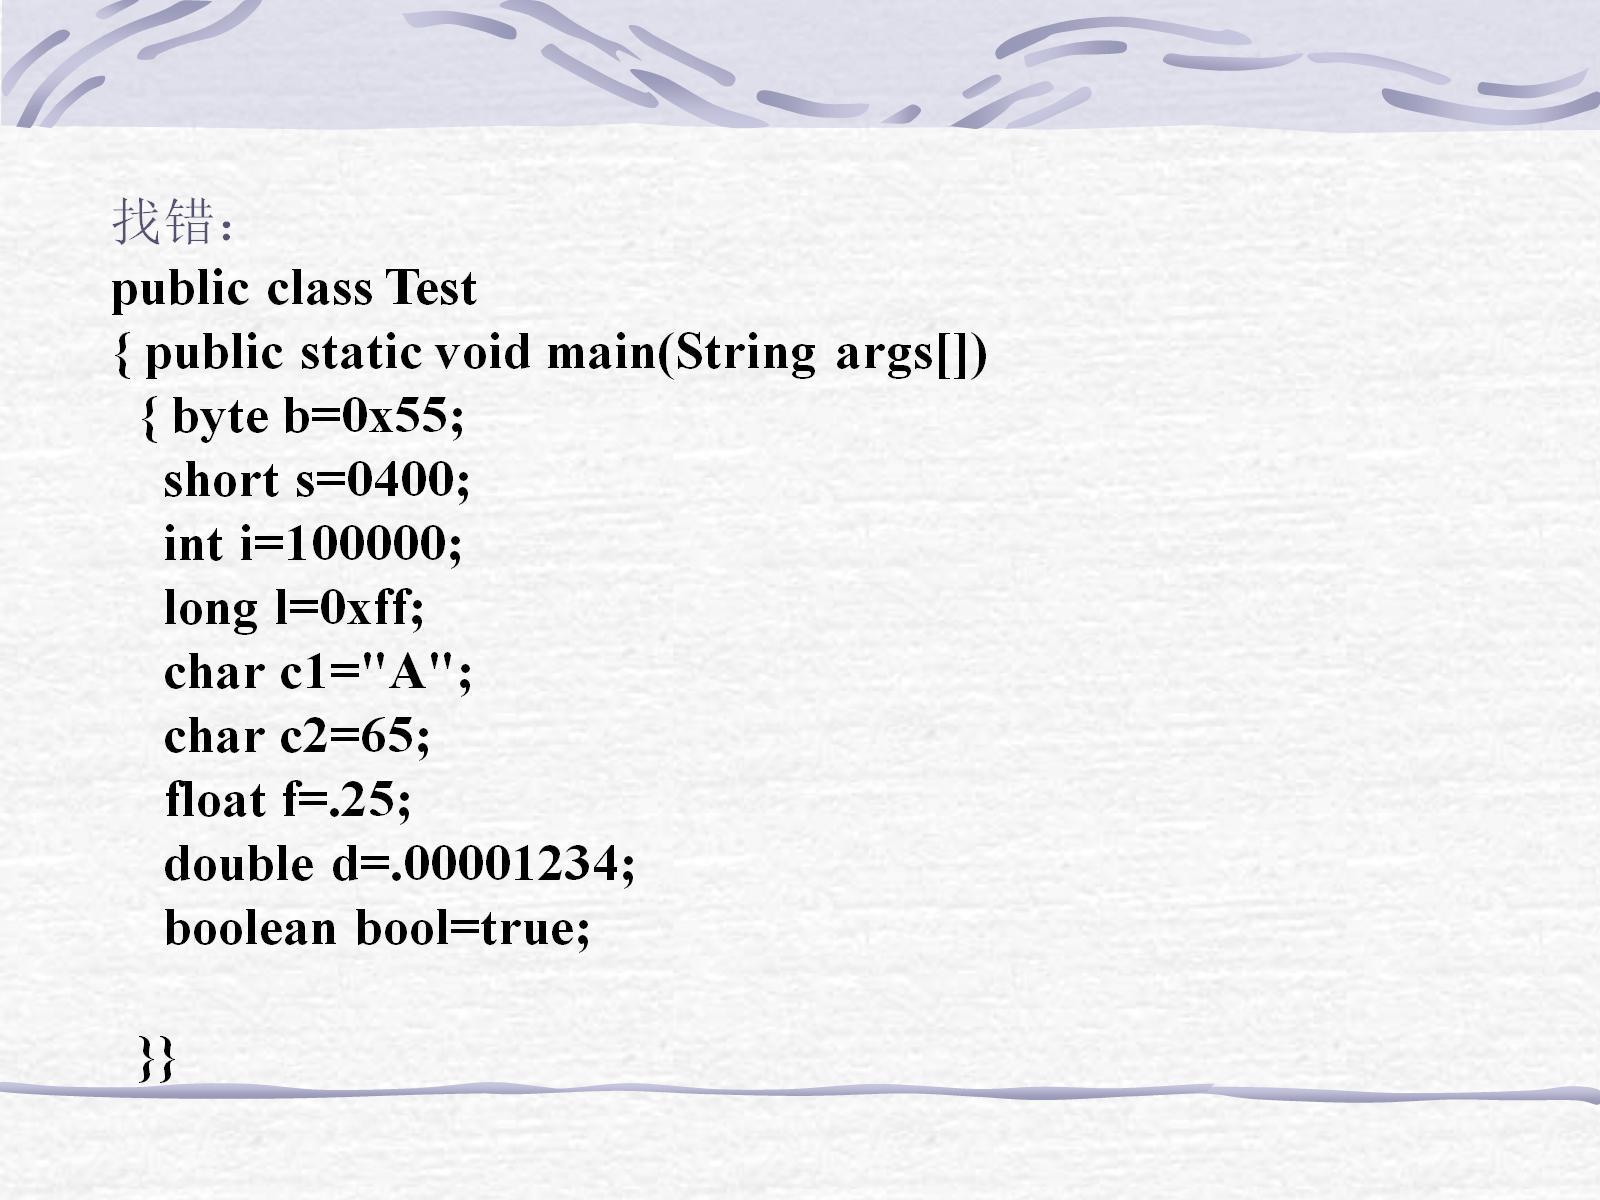 找错：
public class Test
{ public static void main(String args[])
{ byte b=0x55;
short s=0400;
int i=100000;
long l=0xff;
char c1="A";
char c2=65;
float f=.25;
double d=.00001234;
boolean bool=true;
}}